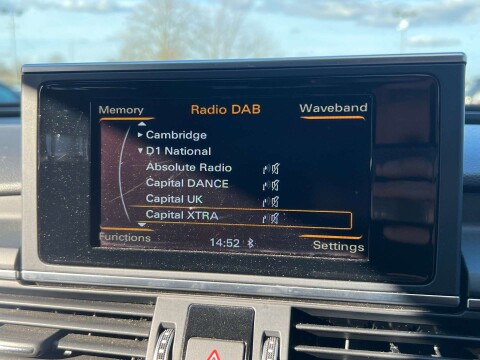 Memory
Radio DAB
Waveband
Cambridge
D1 National
Absolute Radio
Capital DANCE
Capital UK
Capital XTRA
Functions
14:52
Settings